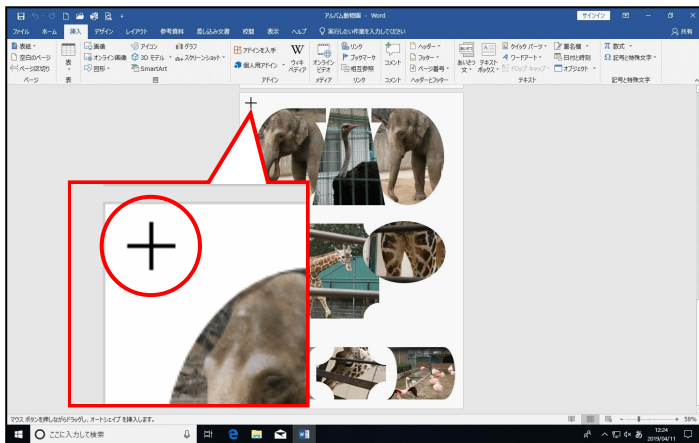 アルバム動物園 - Word
サインイン
ファイル ホーム 挿入 デザイン レイアウト 参考資料 差し込み文書 校閲 表示 ヘルプ 実行したい作業を入力してください 共有
表紙
空白のページ
ページ区切り
ページ
表
表
画像
オンライン画像
図形
アイコン
3D モデル
SmartArt
グラフ
スクリーンショット
図
アドインを入手
個人用アドイン
ウィキペディア
アドイン
オンラインビデオ
メディア
リンク
ブックマーク
相互参照
リンク
コメント
コメント
ヘッダー
フッター
ページ番号
ヘッダーとフッター
あいさつ文
テキストボックス
クイック パーツ
ワードアート
ドロップ キャップ
署名欄
日付と時刻
オブジェクト
テキスト
数式
記号と特殊文字
記号と特殊文字
マウス ボタンを押しながらドラッグし、オートシェイプを挿入します。
58%
ここに入力して検索
あ
12:24
2019/04/11